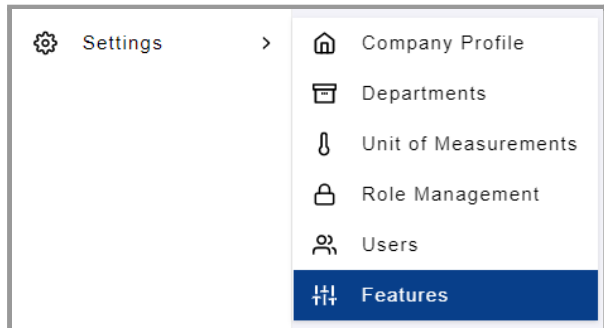 Settings
Company Profile
Departments
Unit of Measurements
Role Management
Users
Features